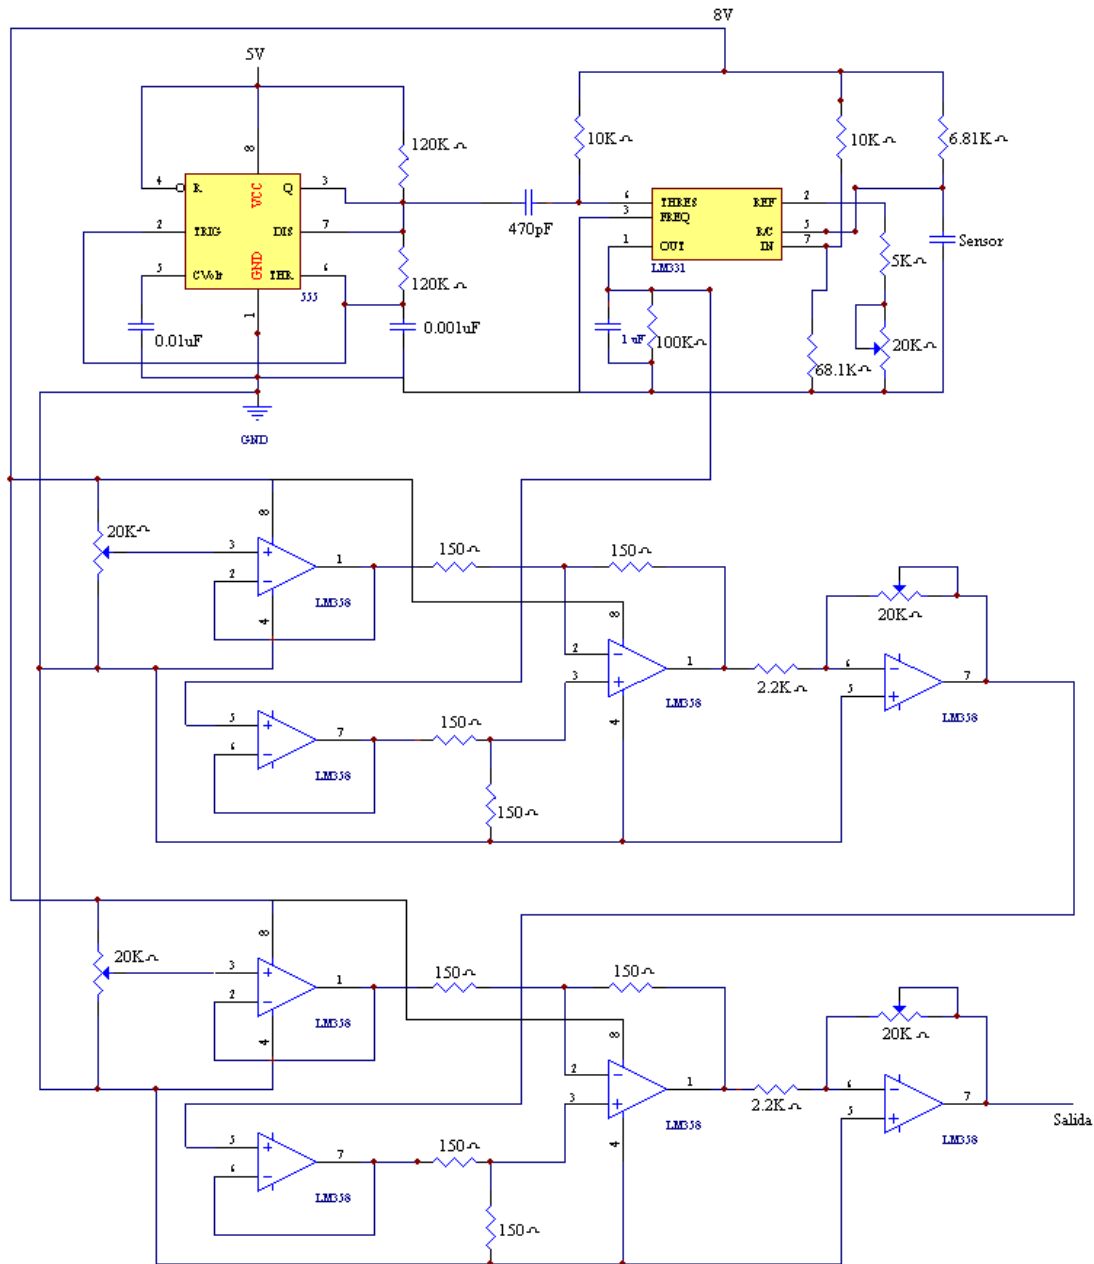 8V
5V
120K
10K
10K
6.81K
8
4 R VCC Q 3
2 TRIG DIS 7
5 CVolt GND THR 6
555
1
470pF
6 THRES REF 2
3 FREQ R/C 5
1 OUT IN 7
LM331
Sensor
5K
120K
0.01uF
0.001uF
1 uF
100K
20K
68.1K
GND
20K
8
3 + 1
2 −
LM358
4
150
150
20K
8
2 − 1
3 +
LM358
4
2.2K
6 −
5 + 7
LM358
5 +
6 − 7
LM358
150
150
20K
8
3 + 1
2 −
LM358
4
150
150
20K
8
2 − 1
3 +
LM358
4
2.2K
6 −
5 + 7
LM358
Salida
5 +
6 − 7
LM358
150
150